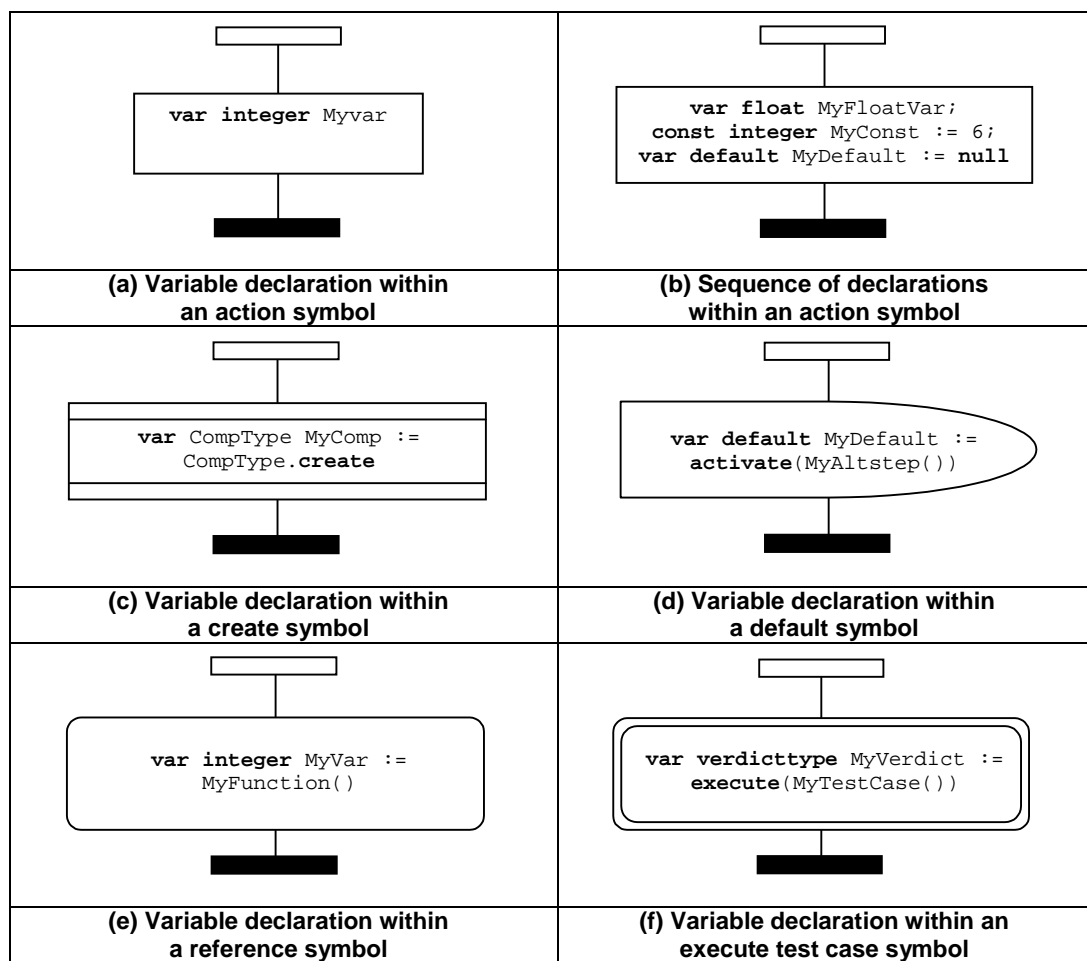 var integer Myvar
(a) Variable declaration within
an action symbol
var float MyFloatVar;
const integer MyConst := 6;
var default MyDefault := null
(b) Sequence of declarations
within an action symbol
var CompType MyComp :=
CompType.create
(c) Variable declaration within
a create symbol
var default MyDefault :=
activate(MyAltstep())
(d) Variable declaration within
a default symbol
var integer MyVar :=
MyFunction()
(e) Variable declaration within
a reference symbol
var verdicttype MyVerdict :=
execute(MyTestCase())
(f) Variable declaration within an
execute test case symbol